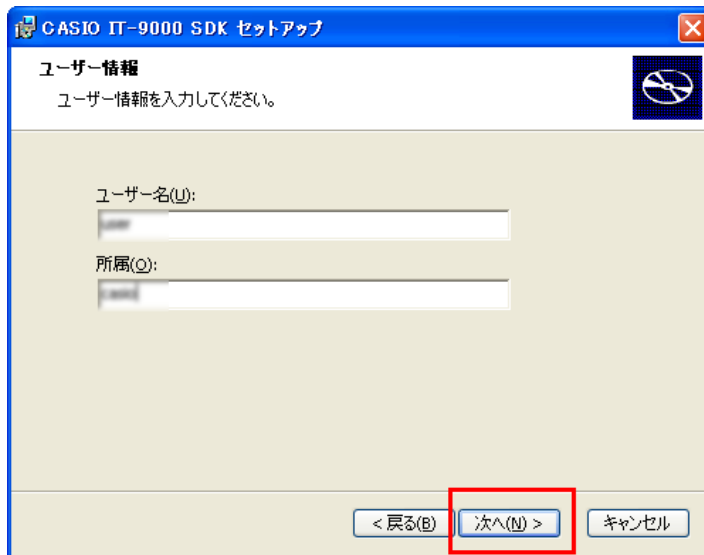 CASIO IT-9000 SDK セットアップ
ユーザー情報
ユーザー情報を入力してください。
ユーザー名(U):
所属(O):
< 戻る(B)
次へ(N) >
キャンセル